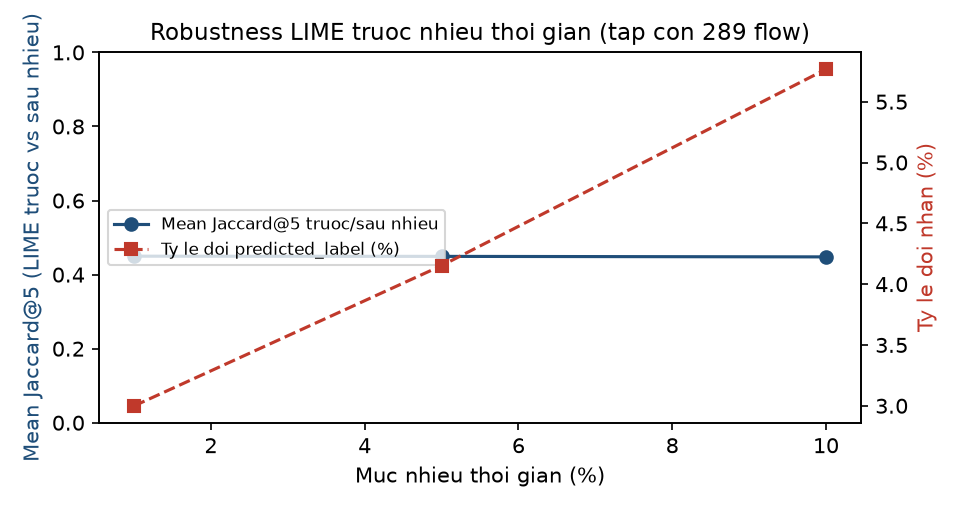 Robustness LIME truoc nhieu thoi gian (tap con 289 flow)
Mean Jaccard@5 (LIME truoc vs sau nhieu)
1.0
0.8
0.6
0.4
0.2
0.0
Mean Jaccard@5 truoc/sau nhieu
Ty le doi predicted_label (%)
5.5
5.0
4.5
4.0
3.5
3.0
Ty le doi nhan (%)
2 4 6 8 10
Muc nhieu thoi gian (%)